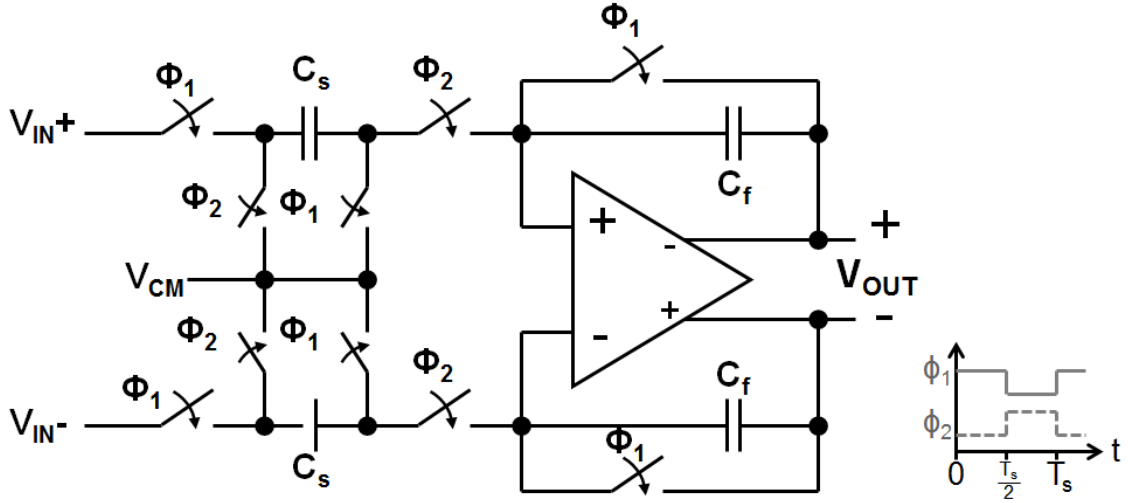 Φ1
Φ1 Cs Φ2
VIN+
Cf
Φ2 Φ1
+ -
+
VCM
VOUT
Φ2 Φ1
- +
-
Φ2
Cf
Φ1
VIN-
Cs
Φ1
ϕ1
ϕ2
t
0 Ts/2 Ts